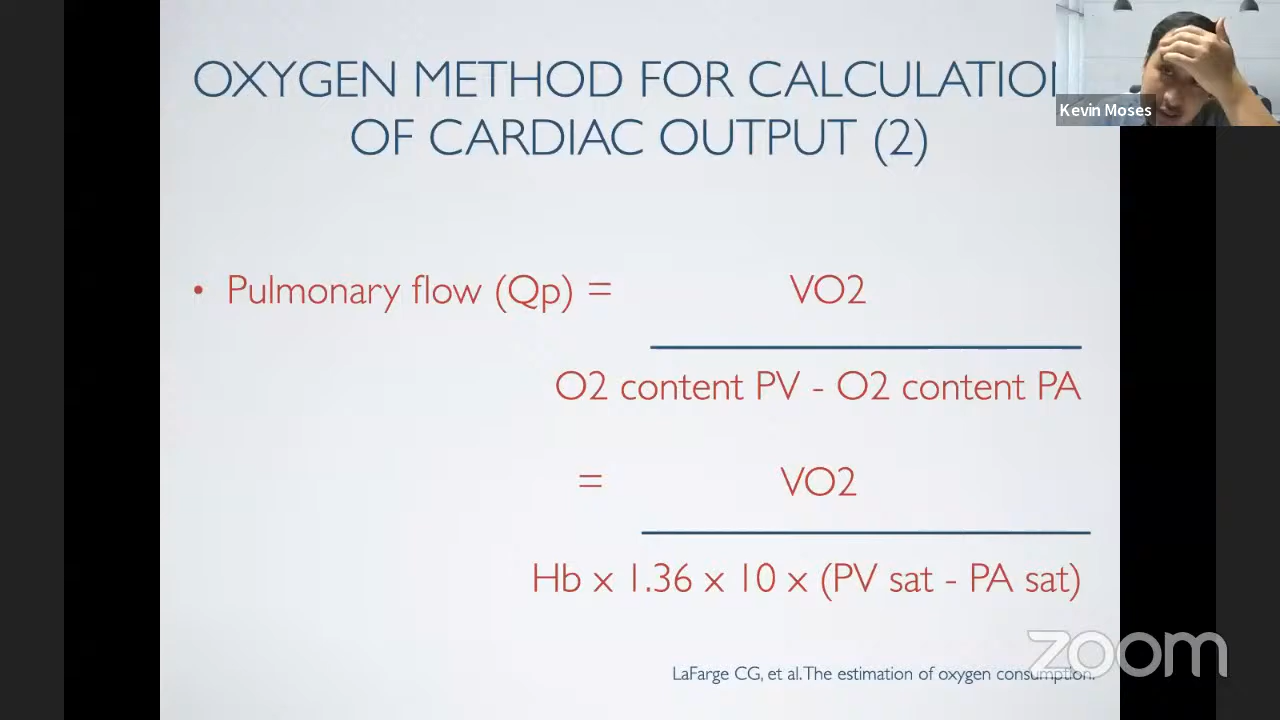 OXYGEN METHOD FOR CALCULATION
OF CARDIAC OUTPUT (2)
Kevin Moses
• Pulmonary flow (Qp) = VO2
O2 content PV - O2 content PA
= VO2
Hb x 1.36 x 10 x (PV sat - PA sat)
zoom
LaFarge CG, et al. The estimation of oxygen consumption.